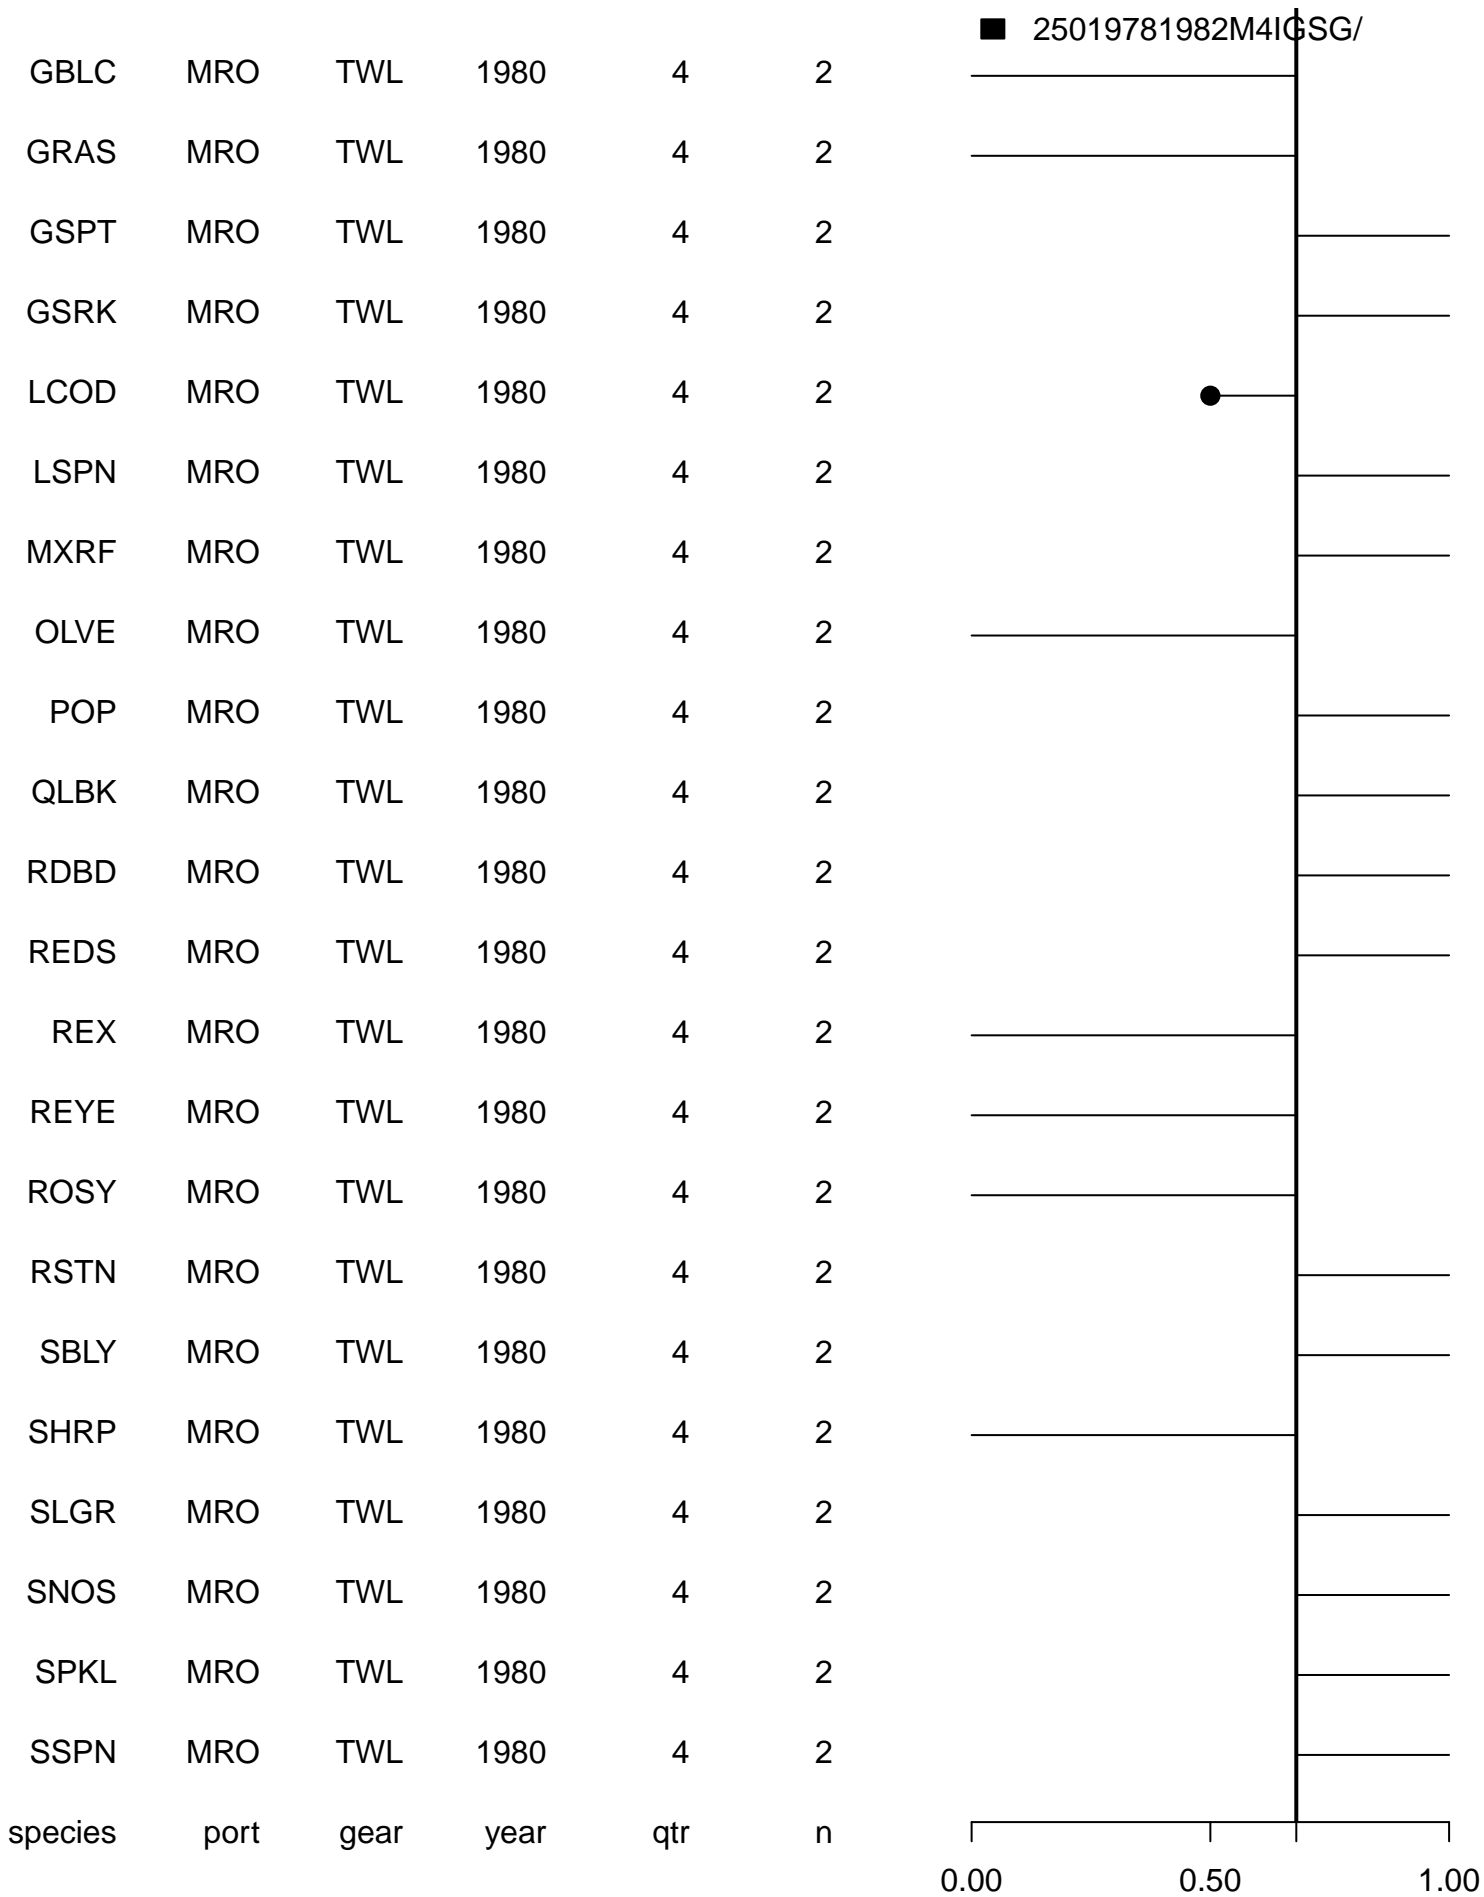 25019781982M4IGSG/
GBLC MRO TWL 1980 4 2
GRAS MRO TWL 1980 4 2
GSPT MRO TWL 1980 4 2
GSRK MRO TWL 1980 4 2
LCOD MRO TWL 1980 4 2
LSPN MRO TWL 1980 4 2
MXRF MRO TWL 1980 4 2
OLVE MRO TWL 1980 4 2
POP MRO TWL 1980 4 2
QLBK MRO TWL 1980 4 2
RDBD MRO TWL 1980 4 2
REDS MRO TWL 1980 4 2
REX MRO TWL 1980 4 2
REYE MRO TWL 1980 4 2
ROSY MRO TWL 1980 4 2
RSTN MRO TWL 1980 4 2
SBLY MRO TWL 1980 4 2
SHRP MRO TWL 1980 4 2
SLGR MRO TWL 1980 4 2
SNOS MRO TWL 1980 4 2
SPKL MRO TWL 1980 4 2
SSPN MRO TWL 1980 4 2
species port gear year qtr n
0.00 0.50 1.00